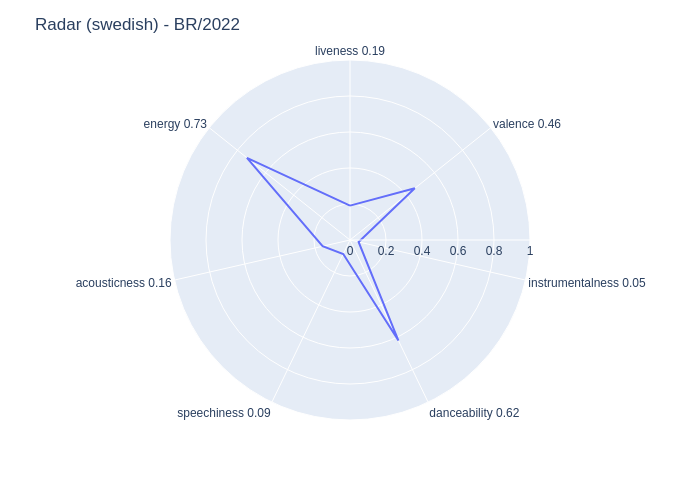 Radar (swedish) - BR/2022
liveness 0.19
energy 0.73
valence 0.46
0
0.2
0.4
0.6
0.8
1
acousticness 0.16
instrumentalness 0.05
speechiness 0.09
danceability 0.62